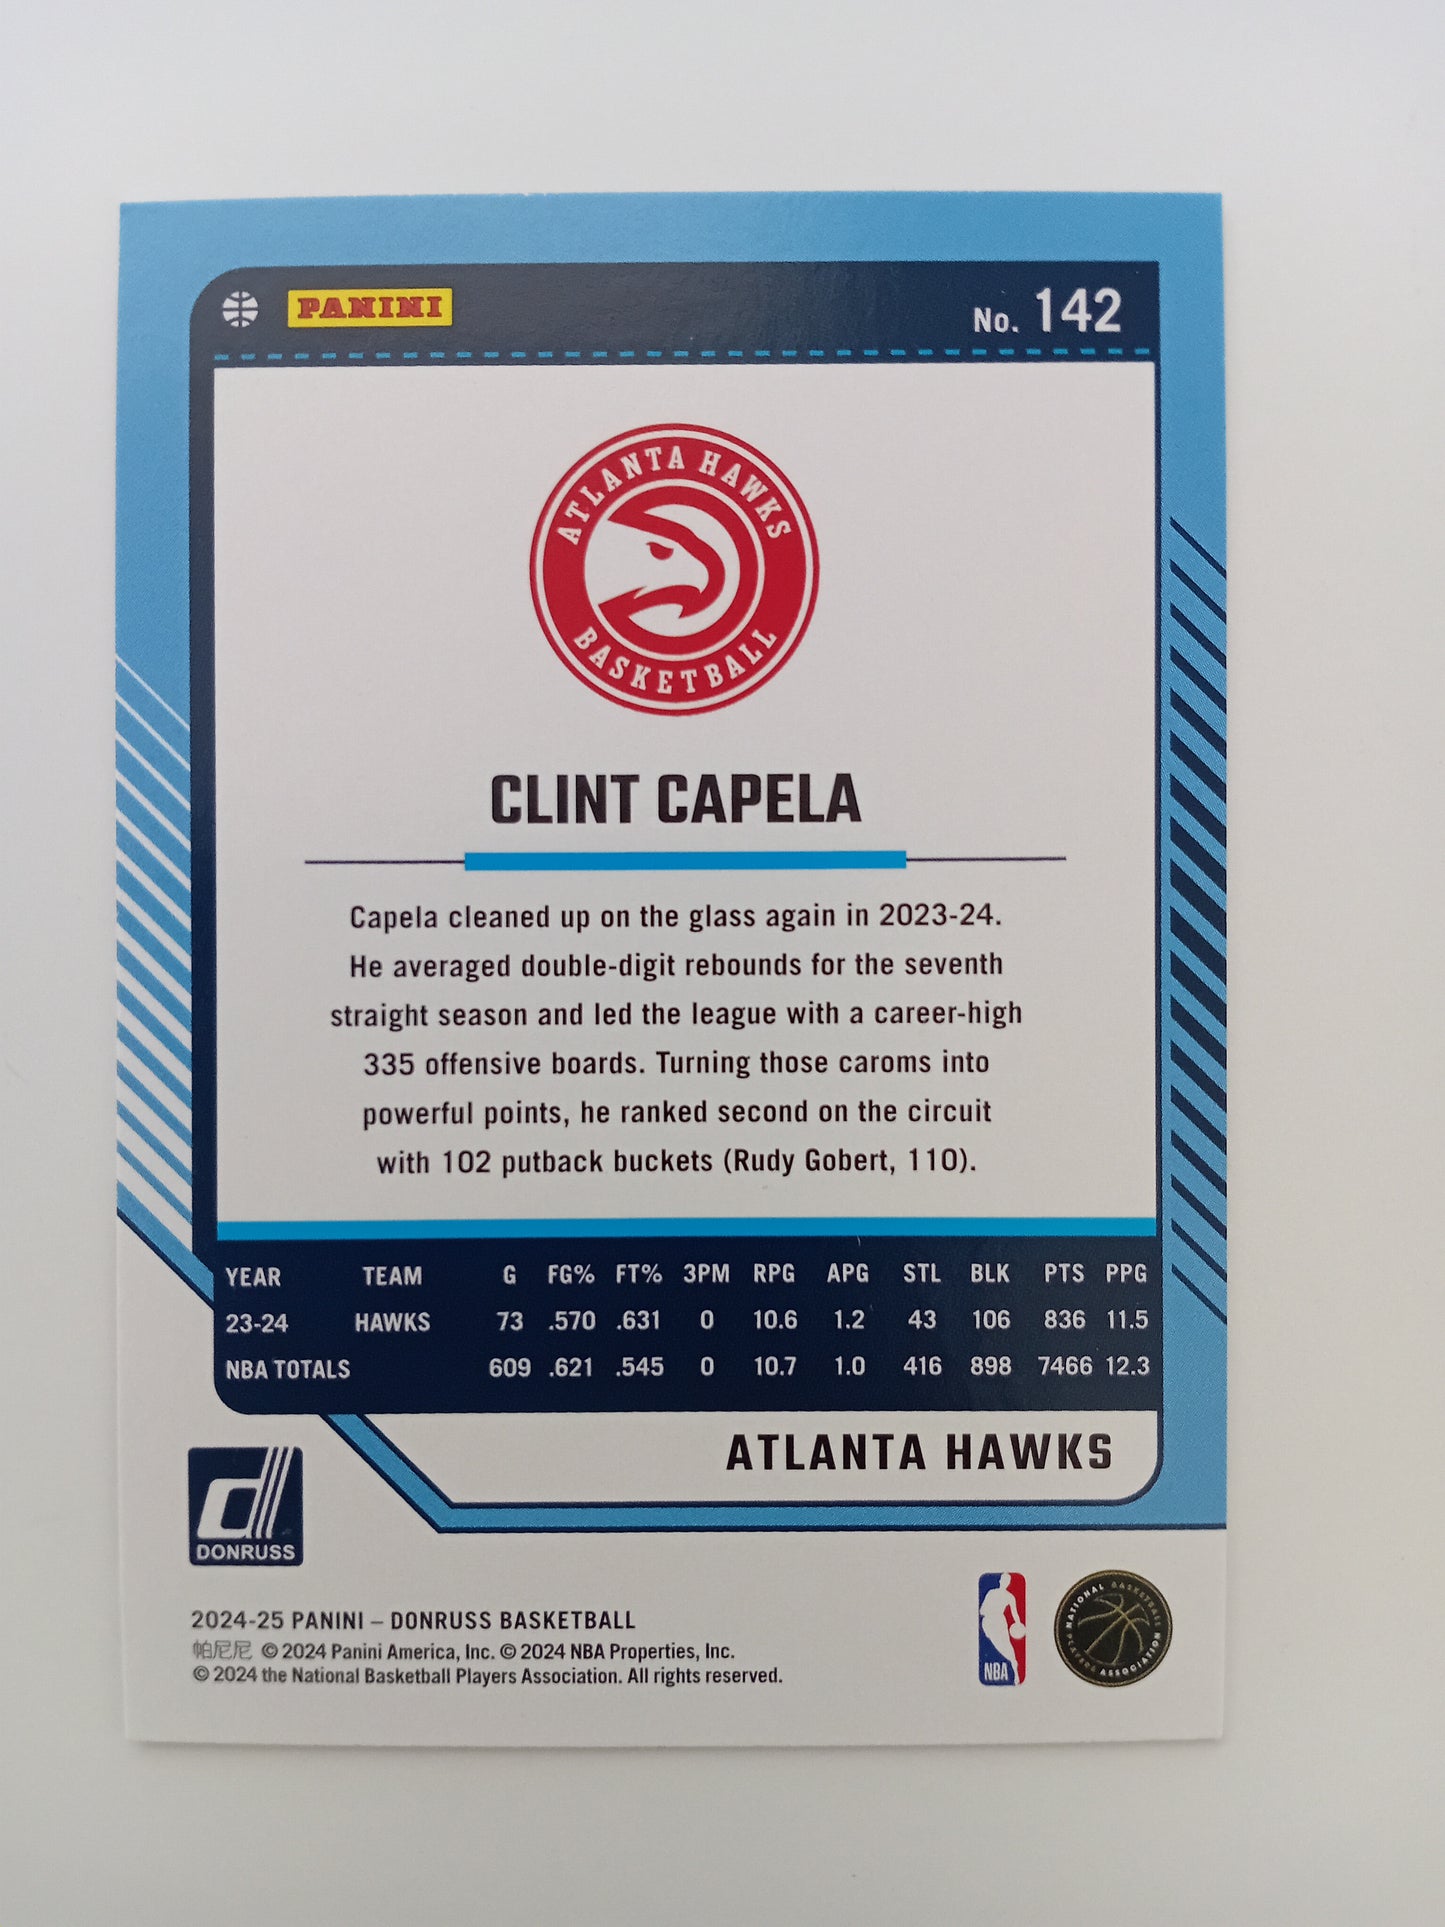 PANINI
No. 142
ATLANTA HAWKS
BASKETBALL
CLINT CAPELA
Capela cleaned up on the glass again in 2023-24.
He averaged double-digit rebounds for the seventh
straight season and led the league with a career-high
335 offensive boards. Turning those caroms into
powerful points, he ranked second on the circuit
with 102 putback buckets (Rudy Gobert, 110).
YEAR TEAM G FG% FT% 3PM RPG APG STL BLK PTS PPG
23-24 HAWKS 73 .570 .631 0 10.6 1.2 43 106 836 11.5
NBA TOTALS 609 .621 .545 0 10.7 1.0 416 898 7466 12.3
ATLANTA HAWKS
d
DONRUSS
2024-25 PANINI – DONRUSS BASKETBALL
帕尼尼 © 2024 Panini America, Inc. © 2024 NBA Properties, Inc.
© 2024 the National Basketball Players Association. All rights reserved.
NBA
NATIONAL BASKETBALL
PLAYERS ASSOCIATION